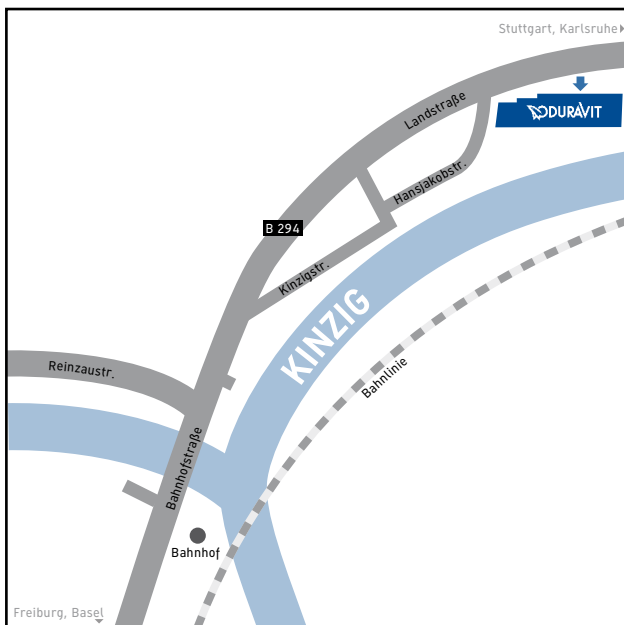 Stuttgart, Karlsruhe
Landstraße
DURAVIT
Hansjakobstr.
B 294
Kinzigstr.
KINZIG
Reinzaustr.
Bahnlinie
Bahnhofstraße
Bahnhof
Freiburg, Basel